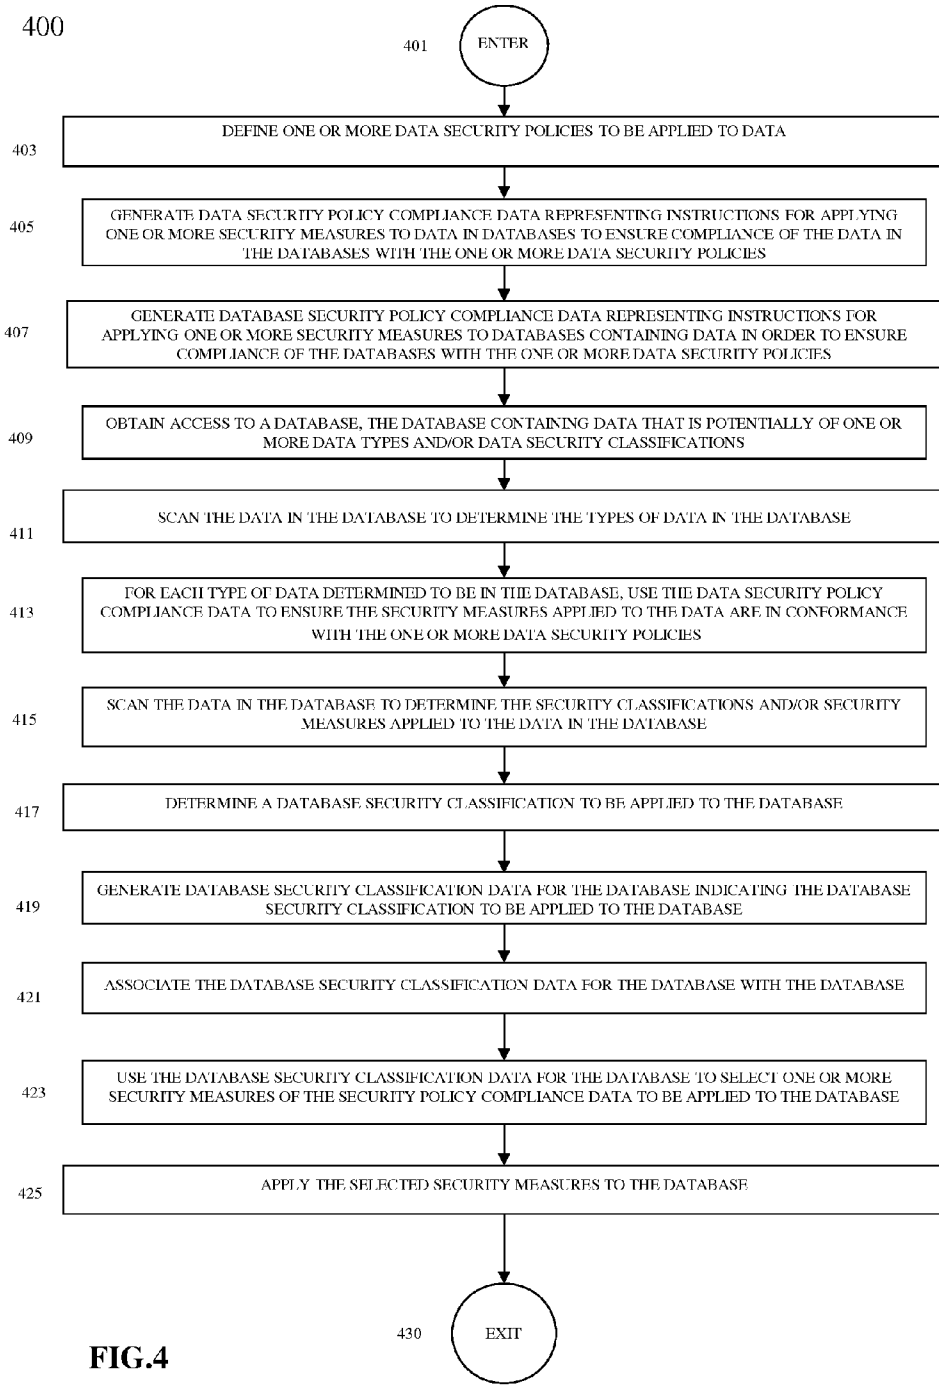 400
401
ENTER
403
DEFINE ONE OR MORE DATA SECURITY POLICIES TO BE APPLIED TO DATA
405
GENERATE DATA SECURITY POLICY COMPLIANCE DATA REPRESENTING INSTRUCTIONS FOR APPLYING
ONE OR MORE SECURITY MEASURES TO DATA IN DATABASES TO ENSURE COMPLIANCE OF THE DATA IN
THE DATABASES WITH THE ONE OR MORE DATA SECURITY POLICIES
407
GENERATE DATABASE SECURITY POLICY COMPLIANCE DATA REPRESENTING INSTRUCTIONS FOR
APPLYING ONE OR MORE SECURITY MEASURES TO DATABASES CONTAINING DATA IN ORDER TO ENSURE
COMPLIANCE OF THE DATABASES WITH THE ONE OR MORE DATA SECURITY POLICIES
409
OBTAIN ACCESS TO A DATABASE, THE DATABASE CONTAINING DATA THAT IS POTENTIALLY OF ONE OR
MORE DATA TYPES AND/OR DATA SECURITY CLASSIFICATIONS
411
SCAN THE DATA IN THE DATABASE TO DETERMINE THE TYPES OF DATA IN THE DATABASE
413
FOR EACH TYPE OF DATA DETERMINED TO BE IN THE DATABASE, USE THE DATA SECURITY POLICY
COMPLIANCE DATA TO ENSURE THE SECURITY MEASURES APPLIED TO THE DATA ARE IN CONFORMANCE
WITH THE ONE OR MORE DATA SECURITY POLICIES
415
SCAN THE DATA IN THE DATABASE TO DETERMINE THE SECURITY CLASSIFICATIONS AND/OR SECURITY
MEASURES APPLIED TO THE DATA IN THE DATABASE
417
DETERMINE A DATABASE SECURITY CLASSIFICATION TO BE APPLIED TO THE DATABASE
419
GENERATE DATABASE SECURITY CLASSIFICATION DATA FOR THE DATABASE INDICATING THE DATABASE
SECURITY CLASSIFICATION TO BE APPLIED TO THE DATABASE
421
ASSOCIATE THE DATABASE SECURITY CLASSIFICATION DATA FOR THE DATABASE WITH THE DATABASE
423
USE THE DATABASE SECURITY CLASSIFICATION DATA FOR THE DATABASE TO SELECT ONE OR MORE
SECURITY MEASURES OF THE SECURITY POLICY COMPLIANCE DATA TO BE APPLIED TO THE DATABASE
425
APPLY THE SELECTED SECURITY MEASURES TO THE DATABASE
430
EXIT
FIG.4